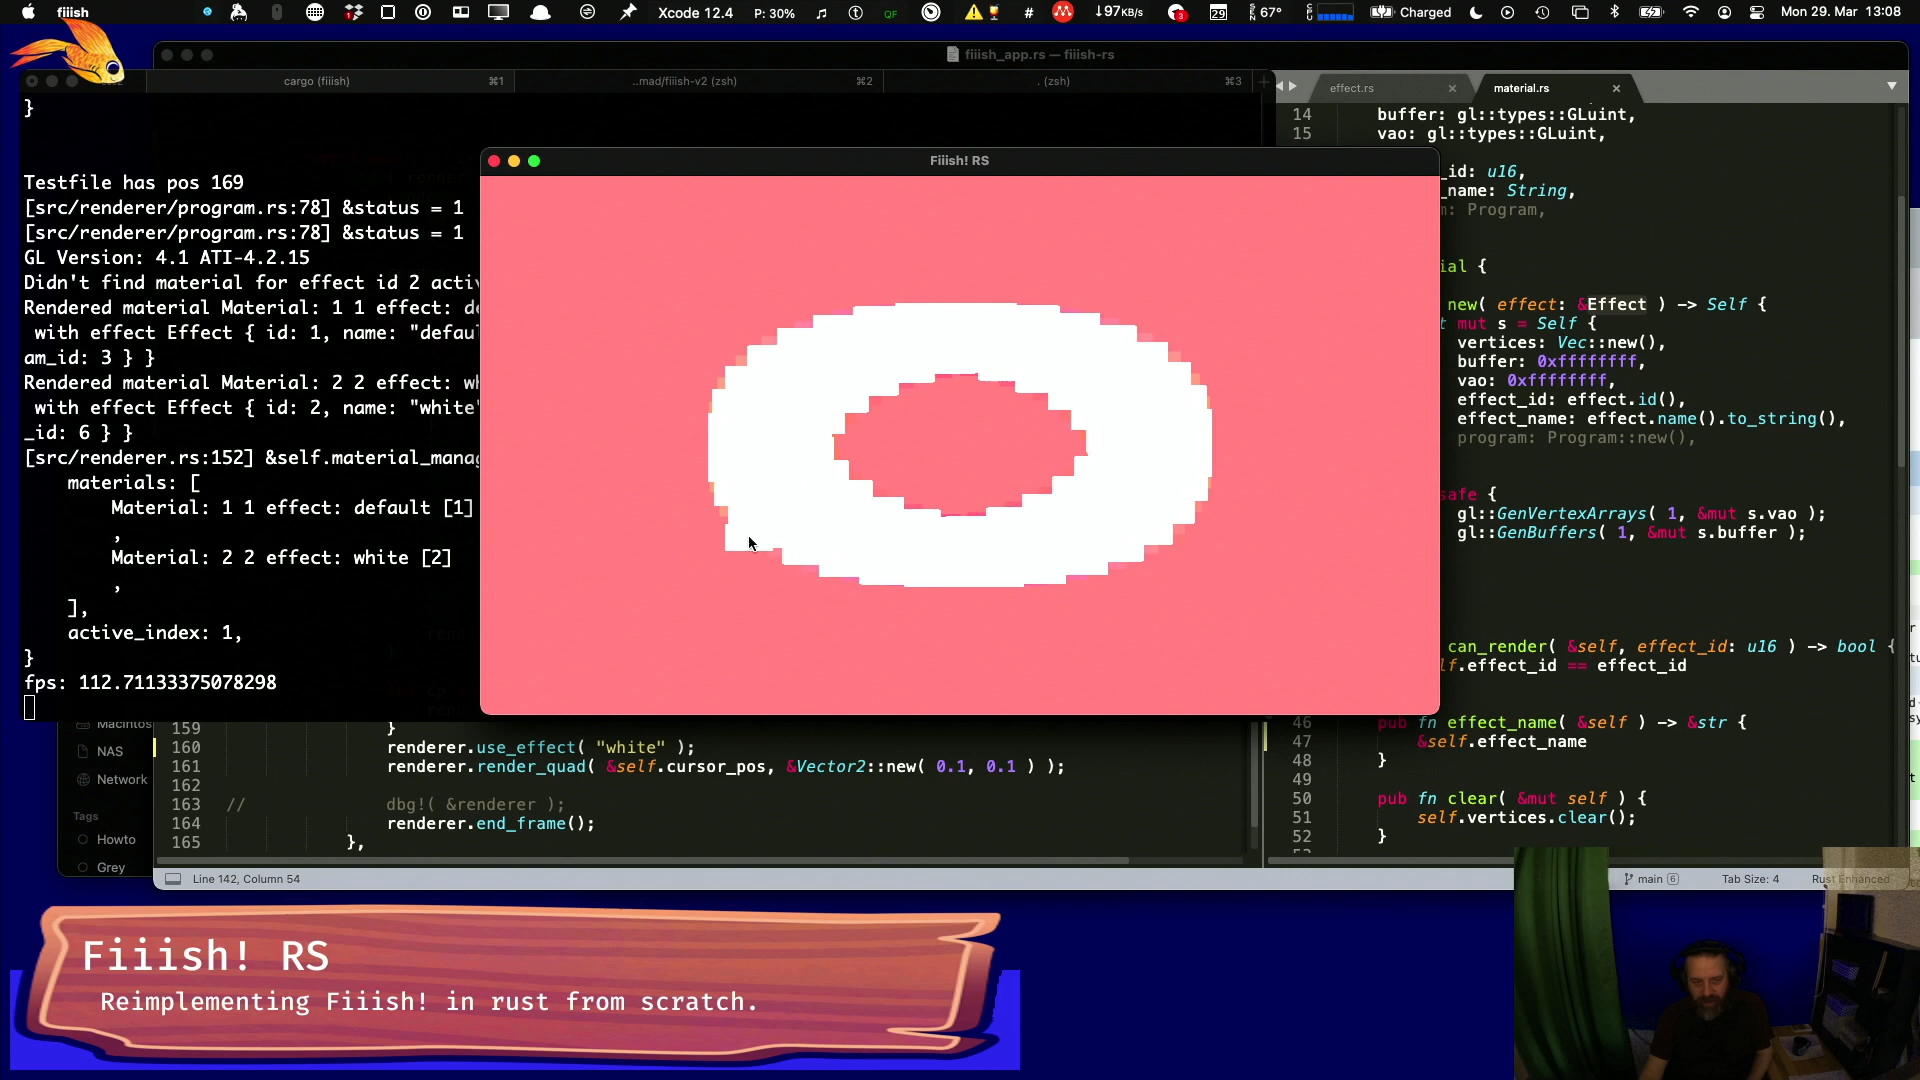 fiiish
Xcode 12.4
P: 30%
QF
#
↓97KB/s
3
29
67°
Charged
Mon 29. Mar 13:08
fiiish_app.rs — fiiish-rs
cargo (fiiish) ⌘1
..mad/fiiish-v2 (zsh) ⌘2
. (zsh) ⌘3
effect.rs
material.rs
}
Testfile has pos 169
[src/renderer/program.rs:78] &status = 1
[src/renderer/program.rs:78] &status = 1
GL Version: 4.1 ATI-4.2.15
Didn't find material for effect id 2 acti
Rendered material Material: 1 1 effect: d
with effect Effect { id: 1, name: "defau
am_id: 3 } }
Rendered material Material: 2 2 effect: w
with effect Effect { id: 2, name: "white"
_id: 6 } }
[src/renderer.rs:152] &self.material_mana
materials: [
Material: 1 1 effect: default [1]
,
Material: 2 2 effect: white [2]
,
],
active_index: 1,
}
fps: 112.71133375078298
Fiiish! RS
14 buffer: gl::types::GLuint,
15 vao: gl::types::GLuint,
_id: u16,
_name: String,
m: Program,
ial {
new( effect: &Effect ) -> Self {
t mut s = Self {
vertices: Vec::new(),
buffer: 0xffffffff,
vao: 0xffffffff,
effect_id: effect.id(),
effect_name: effect.name().to_string(),
program: Program::new(),
safe {
gl::GenVertexArrays( 1, &mut s.vao );
gl::GenBuffers( 1, &mut s.buffer );
can_render( &self, effect_id: u16 ) -> bool {
lf.effect_id == effect_id
46 pub fn effect_name( &self ) -> &str {
47 &self.effect_name
48 }
49
50 pub fn clear( &mut self ) {
51 self.vertices.clear();
52 }
Macintos
NAS
Network
Tags
Howto
Grey
159 }
160 renderer.use_effect( "white" );
161 renderer.render_quad( &self.cursor_pos, &Vector2::new( 0.1, 0.1 ) );
162
163 // dbg!( &renderer );
164 renderer.end_frame();
165 },
Line 142, Column 54
main 6
Tab Size: 4
Rust Enhanced
Fiiish! RS
Reimplementing Fiiish! in rust from scratch.